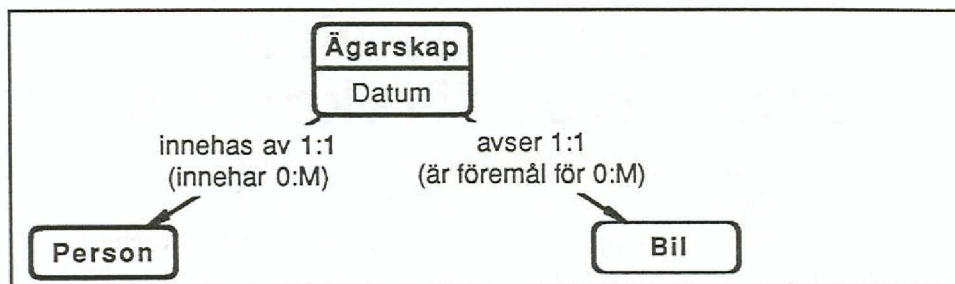 Ägarskap
Datum
innehas av 1:1
(innehar 0:M)
avser 1:1
(är föremål för 0:M)
Person
Bil